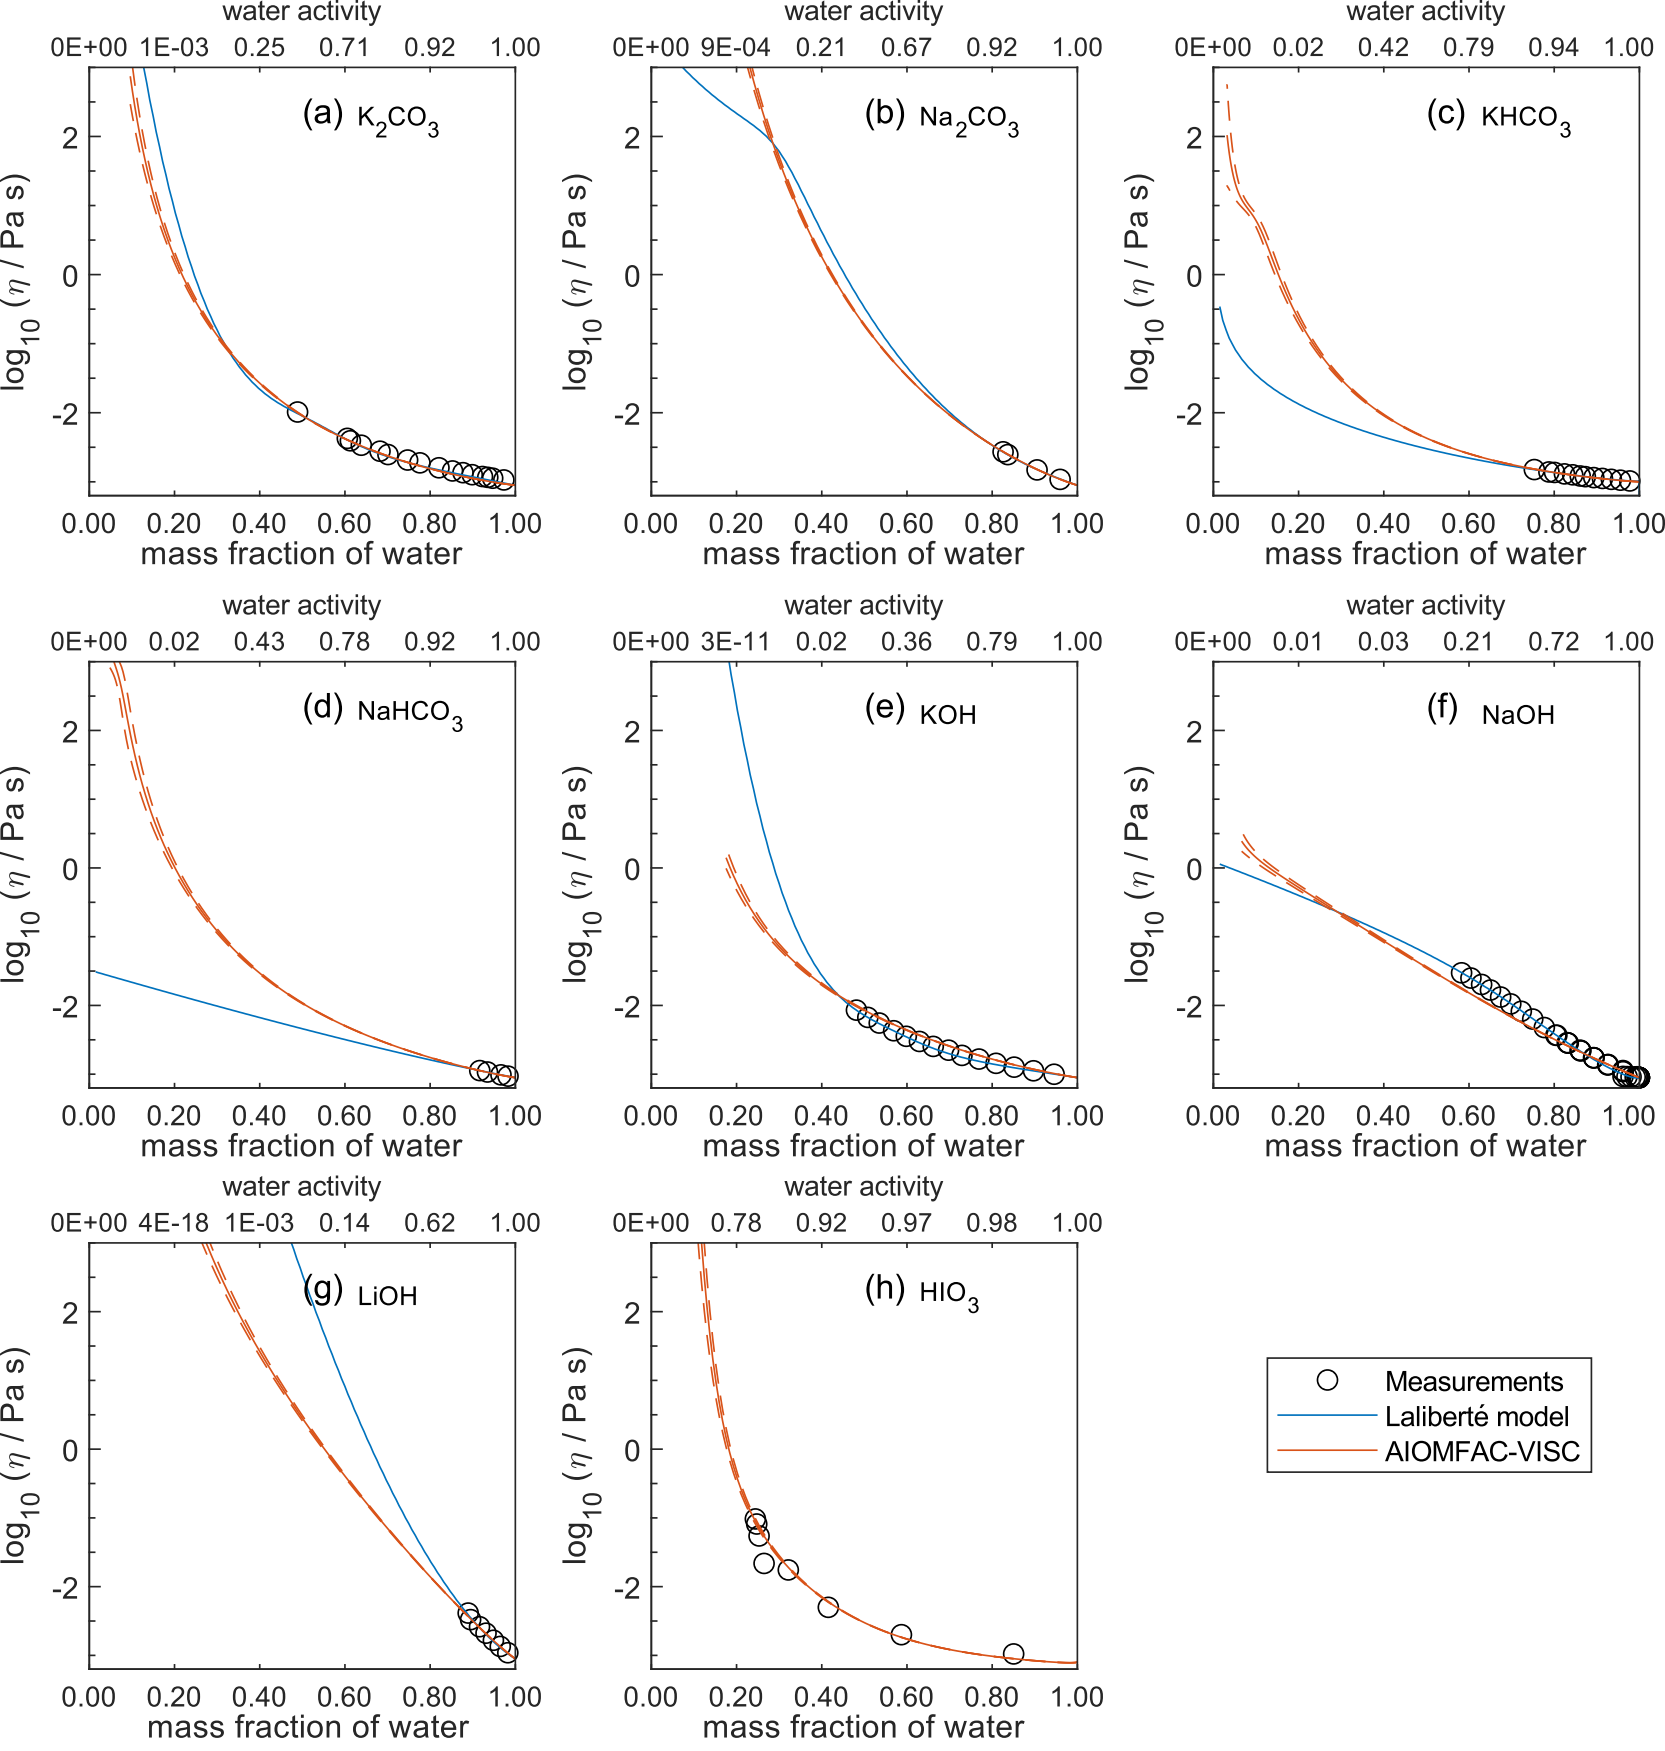 water activity
0E+00 1E-03 0.25 0.71 0.92 1.00
(a) K2CO3
log10 (η / Pa s)
2
0
-2
0.00 0.20 0.40 0.60 0.80 1.00
mass fraction of water
water activity
0E+00 9E-04 0.21 0.67 0.92 1.00
(b) Na2CO3
log10 (η / Pa s)
2
0
-2
0.00 0.20 0.40 0.60 0.80 1.00
mass fraction of water
water activity
0E+00 0.02 0.42 0.79 0.94 1.00
(c) KHCO3
log10 (η / Pa s)
2
0
-2
0.00 0.20 0.40 0.60 0.80 1.00
mass fraction of water
water activity
0E+00 0.02 0.43 0.78 0.92 1.00
(d) NaHCO3
log10 (η / Pa s)
2
0
-2
0.00 0.20 0.40 0.60 0.80 1.00
mass fraction of water
water activity
0E+00 3E-11 0.02 0.36 0.79 1.00
(e) KOH
log10 (η / Pa s)
2
0
-2
0.00 0.20 0.40 0.60 0.80 1.00
mass fraction of water
water activity
0E+00 0.01 0.03 0.21 0.72 1.00
(f) NaOH
log10 (η / Pa s)
2
0
-2
0.00 0.20 0.40 0.60 0.80 1.00
mass fraction of water
water activity
0E+00 4E-18 1E-03 0.14 0.62 1.00
(g) LiOH
log10 (η / Pa s)
2
0
-2
0.00 0.20 0.40 0.60 0.80 1.00
mass fraction of water
water activity
0E+00 0.78 0.92 0.97 0.98 1.00
(h) HIO3
log10 (η / Pa s)
2
0
-2
0.00 0.20 0.40 0.60 0.80 1.00
mass fraction of water
Measurements
Laliberté model
AIOMFAC-VISC